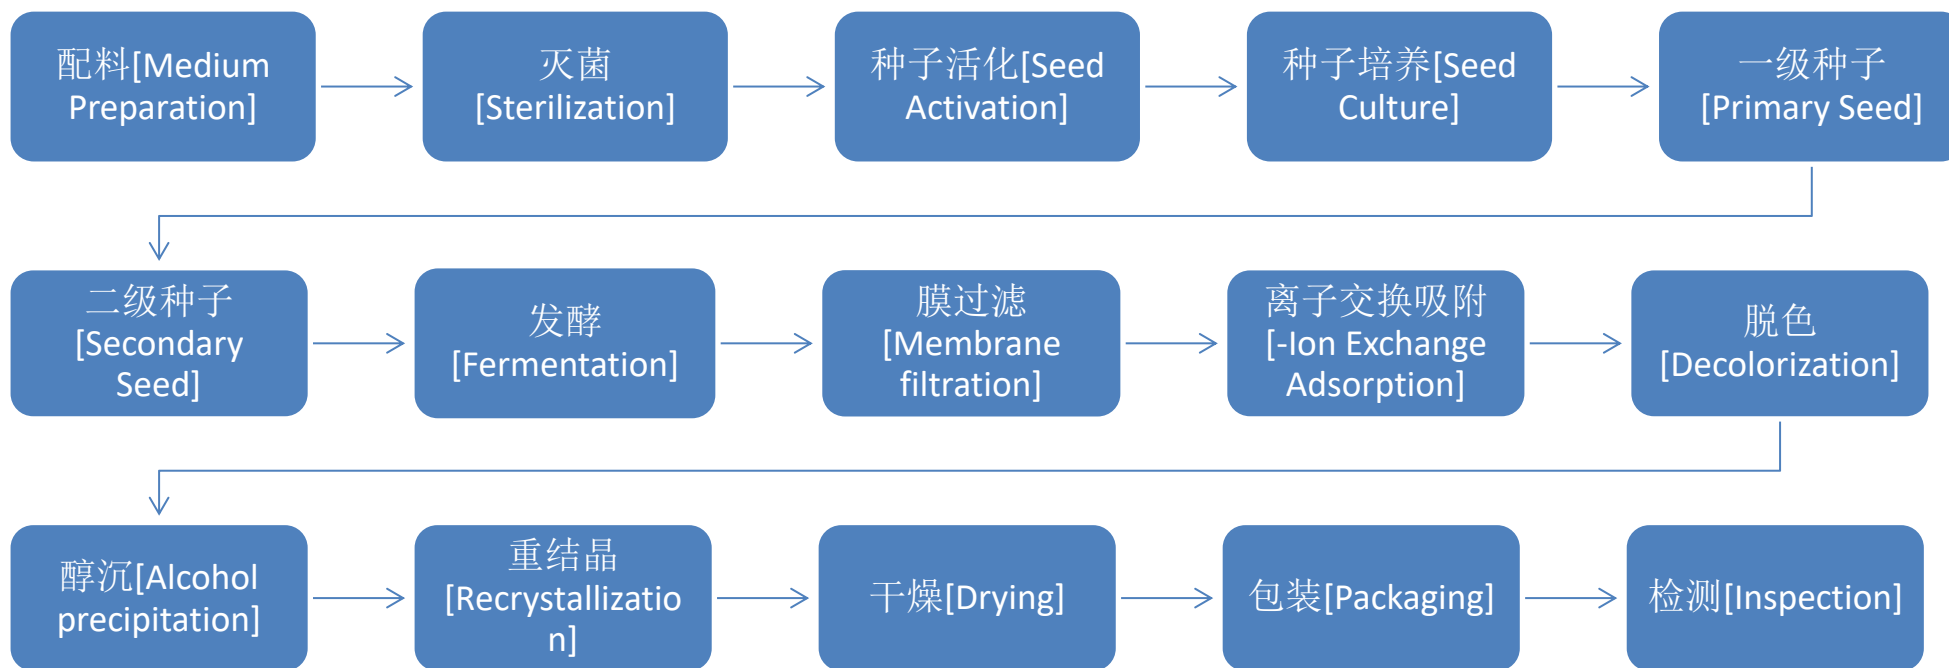 配料[Medium
Preparation]
灭菌
[Sterilization]
种子活化[Seed
Activation]
种子培养[Seed
Culture]
一级种子
[Primary Seed]
二级种子
[Secondary
Seed]
发酵
[Fermentation]
膜过滤
[Membrane
filtration]
离子交换吸附
[-Ion Exchange
Adsorption]
脱色
[Decolorization]
醇沉[Alcohol
precipitation]
重结晶
[Recrystallizatio
n]
干燥[Drying]
包装[Packaging]
检测[Inspection]